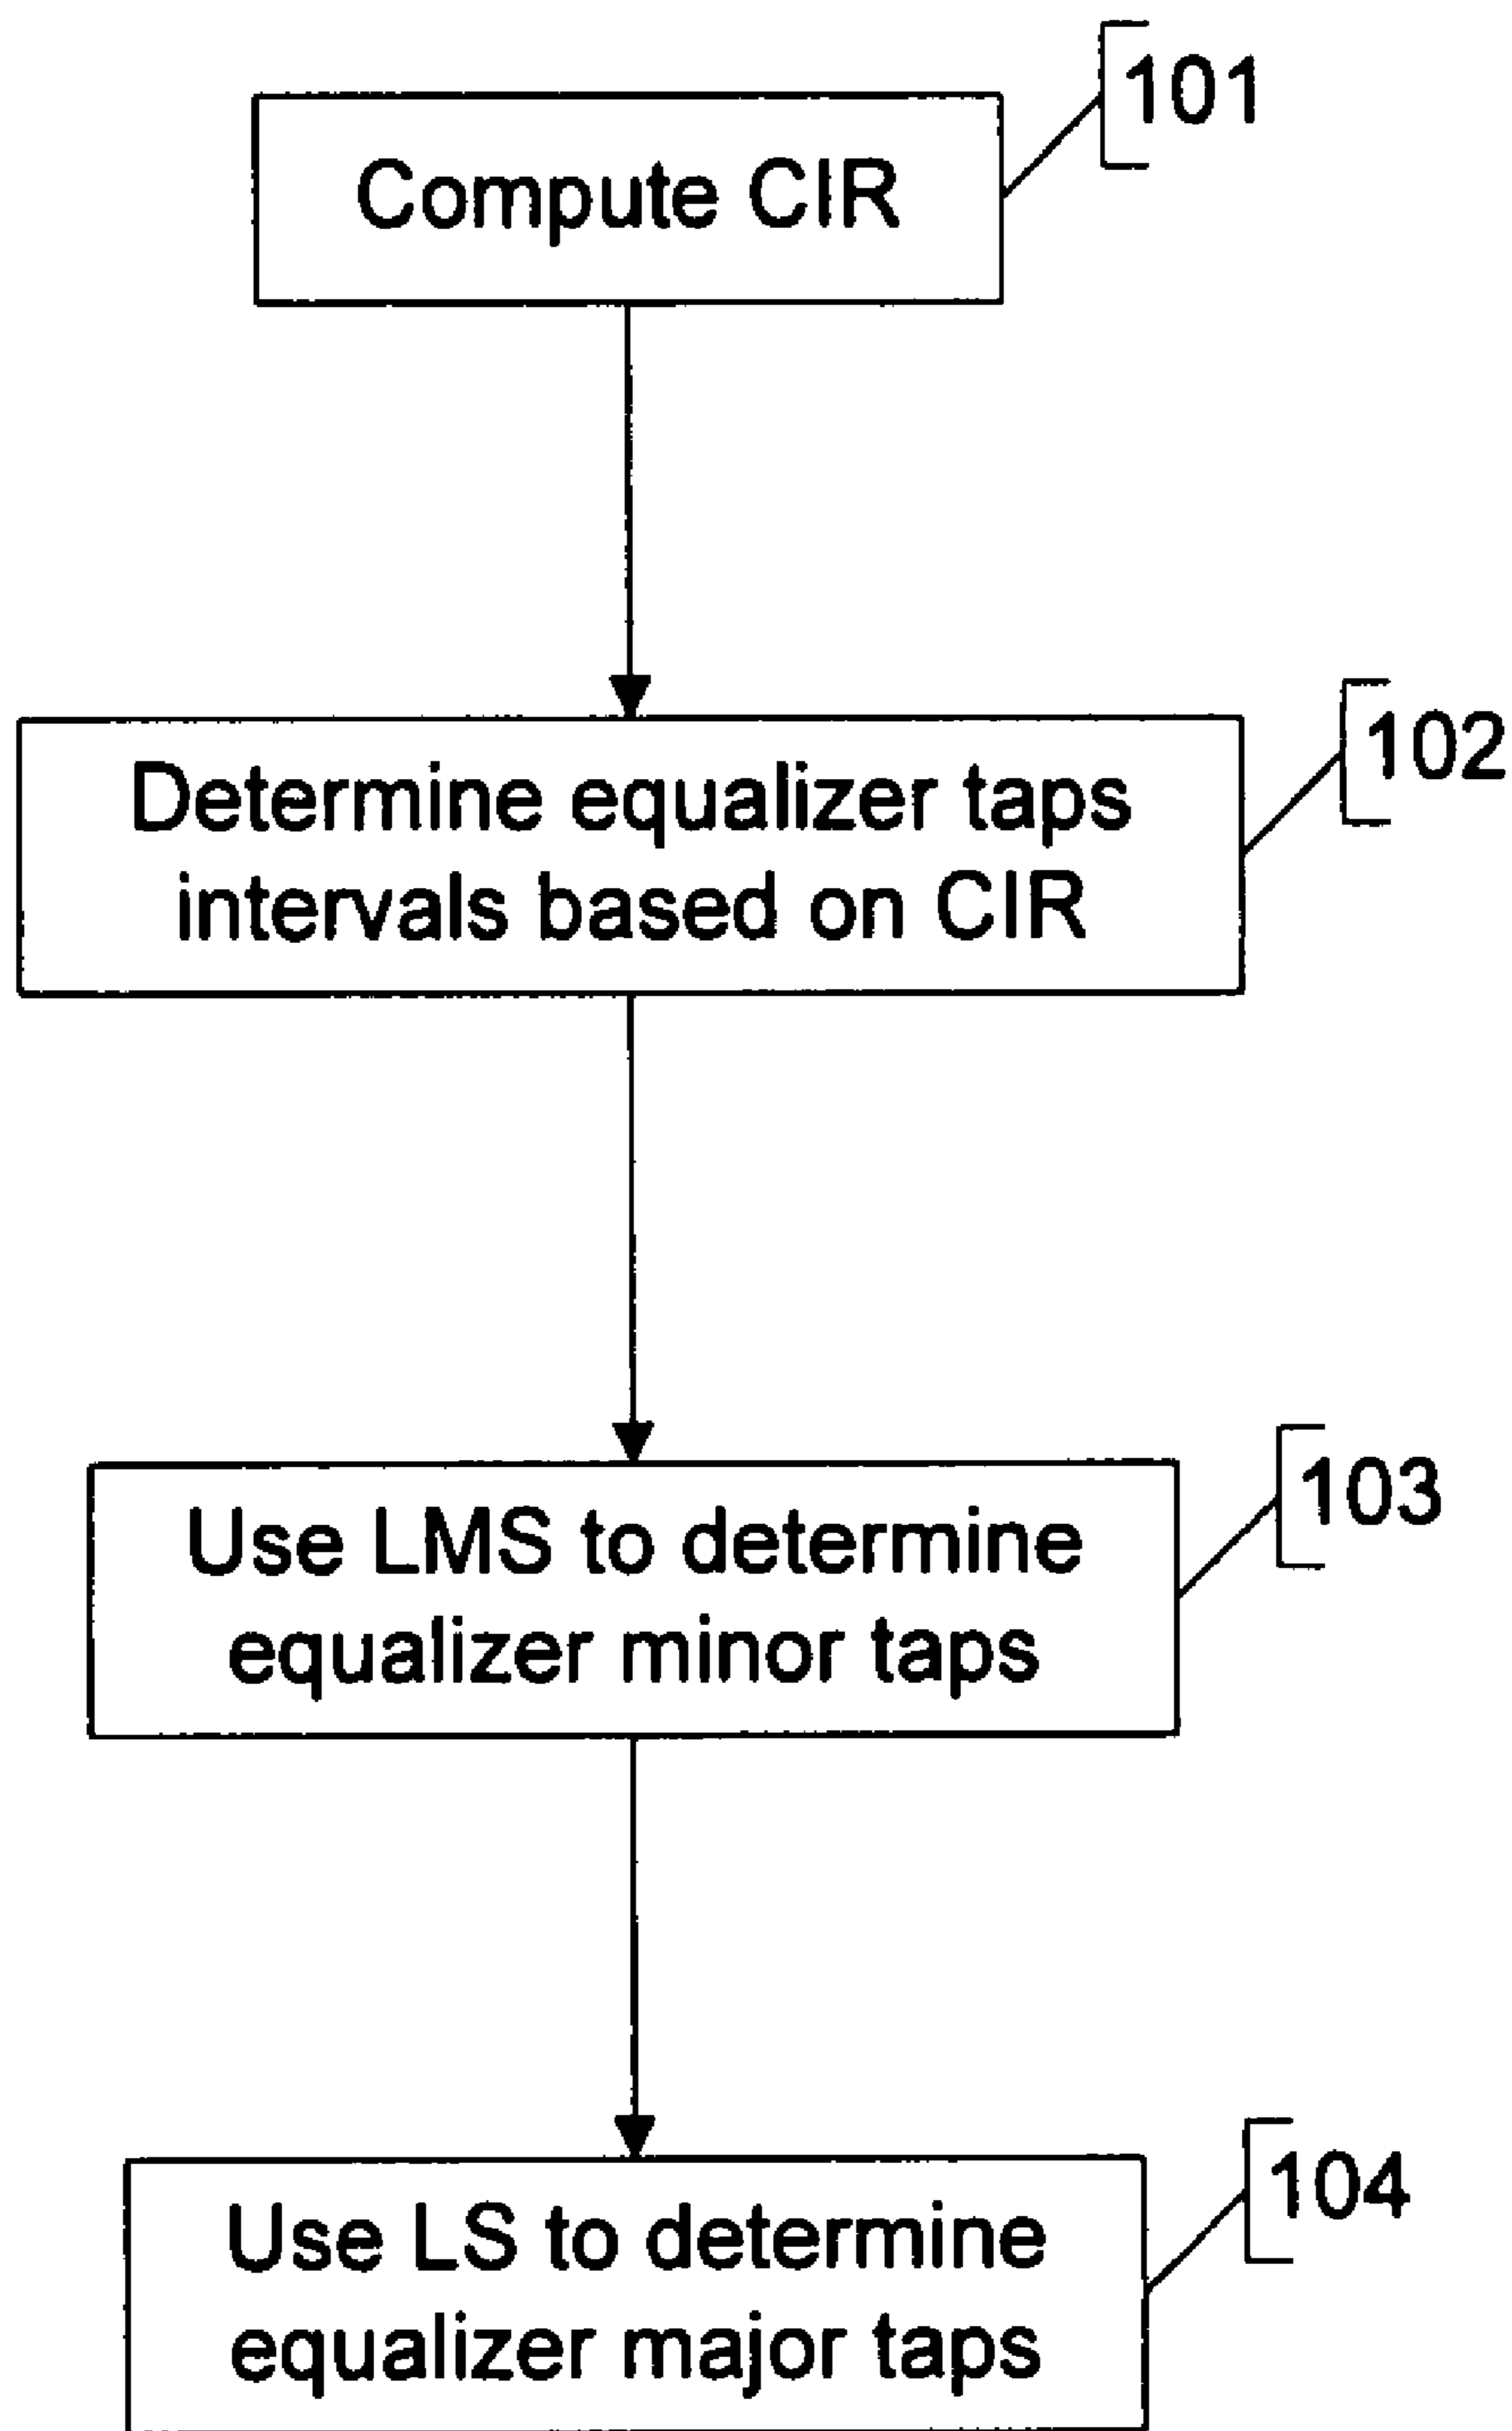 101
Compute CIR
102
Determine equalizer taps
intervals based on CIR
103
Use LMS to determine
equalizer minor taps
104
Use LS to determine
equalizer major taps